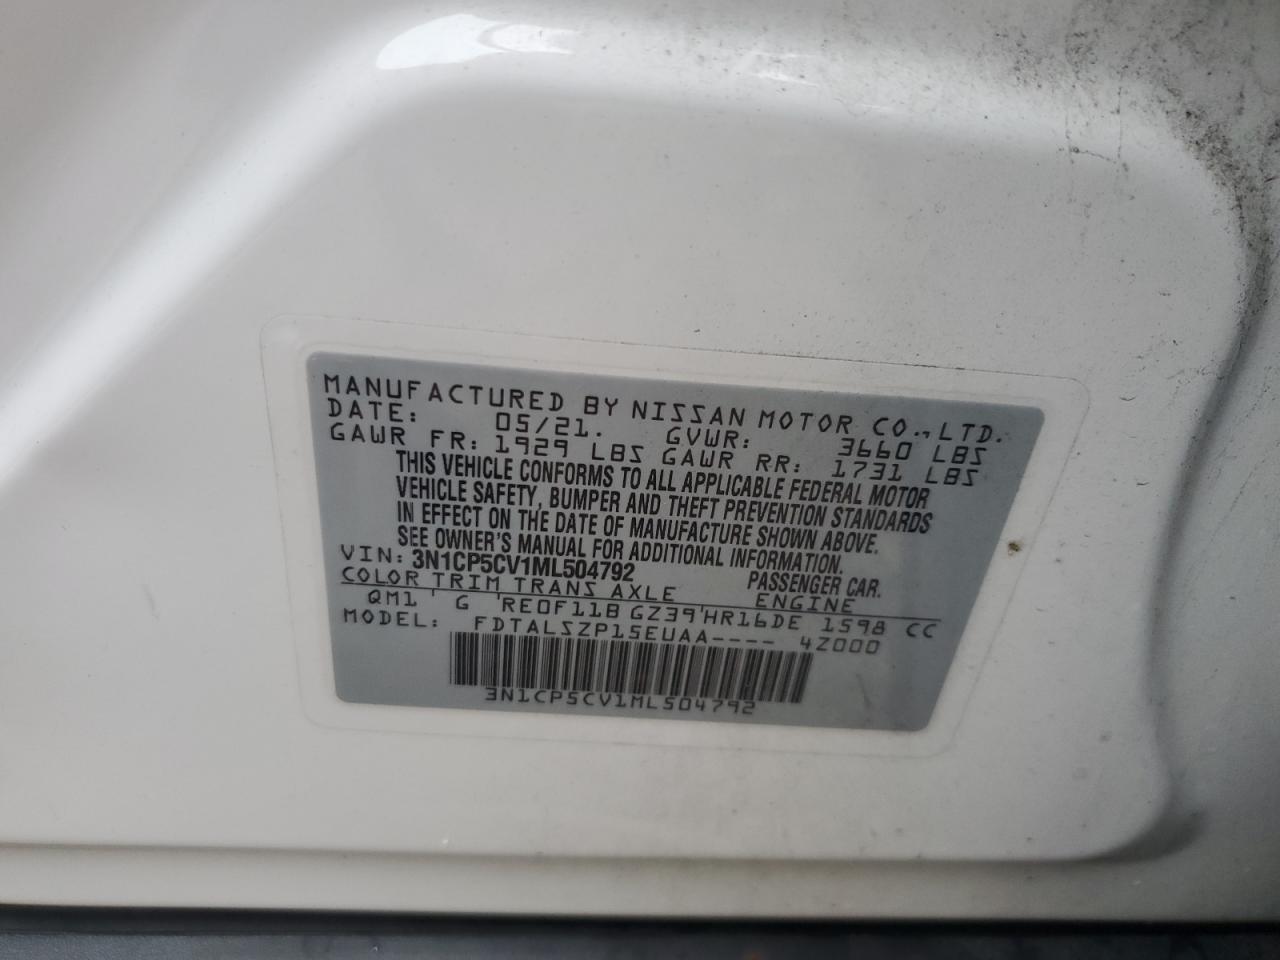 MANUFACTURED BY NISSAN MOTOR CO., LTD.
DATE: 05/21. GVWR: 3660 LBS
GAWR FR: 1929 LBS GAWR RR: 1731 LBS
THIS VEHICLE CONFORMS TO ALL APPLICABLE FEDERAL MOTOR
VEHICLE SAFETY, BUMPER AND THEFT PREVENTION STANDARDS
IN EFFECT ON THE DATE OF MANUFACTURE SHOWN ABOVE.
SEE OWNER'S MANUAL FOR ADDITIONAL INFORMATION.
VIN: 3N1CP5CV1ML504792 PASSENGER CAR.
COLOR TRIM TRANS AXLE ENGINE
QM1 ' G 'RE0F11B GZ39'HR16DE 1598 CC
MODEL: FDTALSZP15EUAA---- 4Z000
3N1CP5CV1ML504792